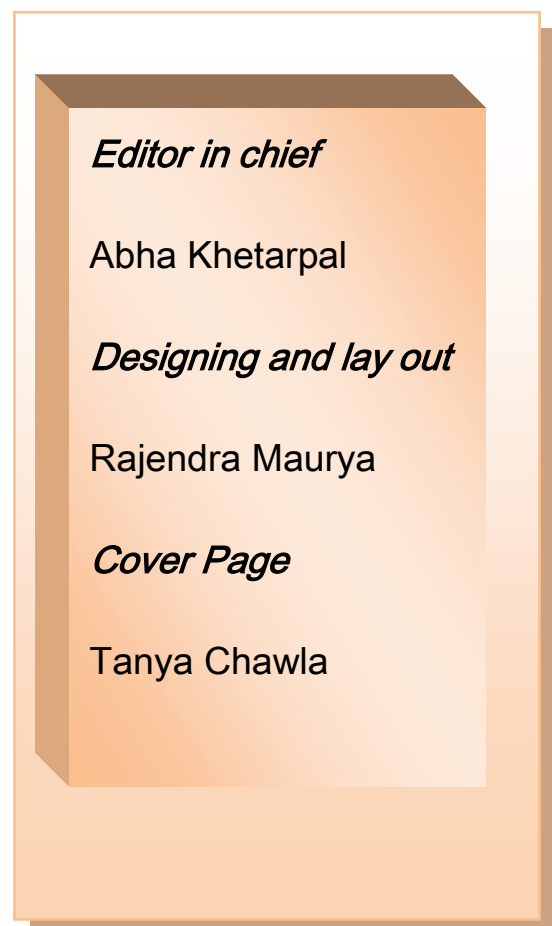 Editor in chief
Abha Khetarpal
Designing and lay out
Rajendra Maurya
Cover Page
Tanya Chawla